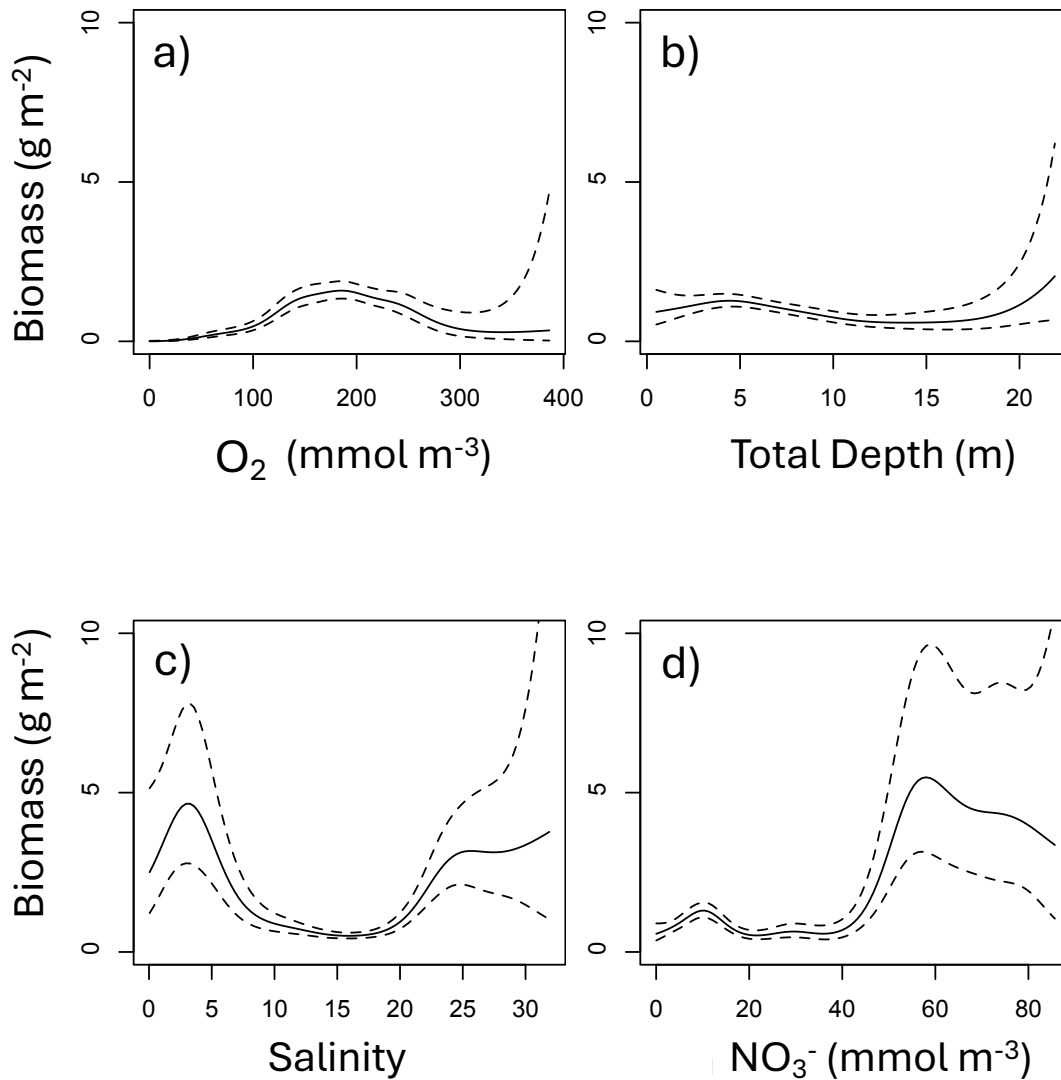 a)
b)
Biomass (g m⁻²)
10
5
0
10
5
0
0 100 200 300 400
0 5 10 15 20
O₂ (mmol m⁻³)
Total Depth (m)
c)
d)
Biomass (g m⁻²)
10
5
0
10
5
0
0 5 10 15 20 25 30
0 20 40 60 80
Salinity
NO₃⁻ (mmol m⁻³)